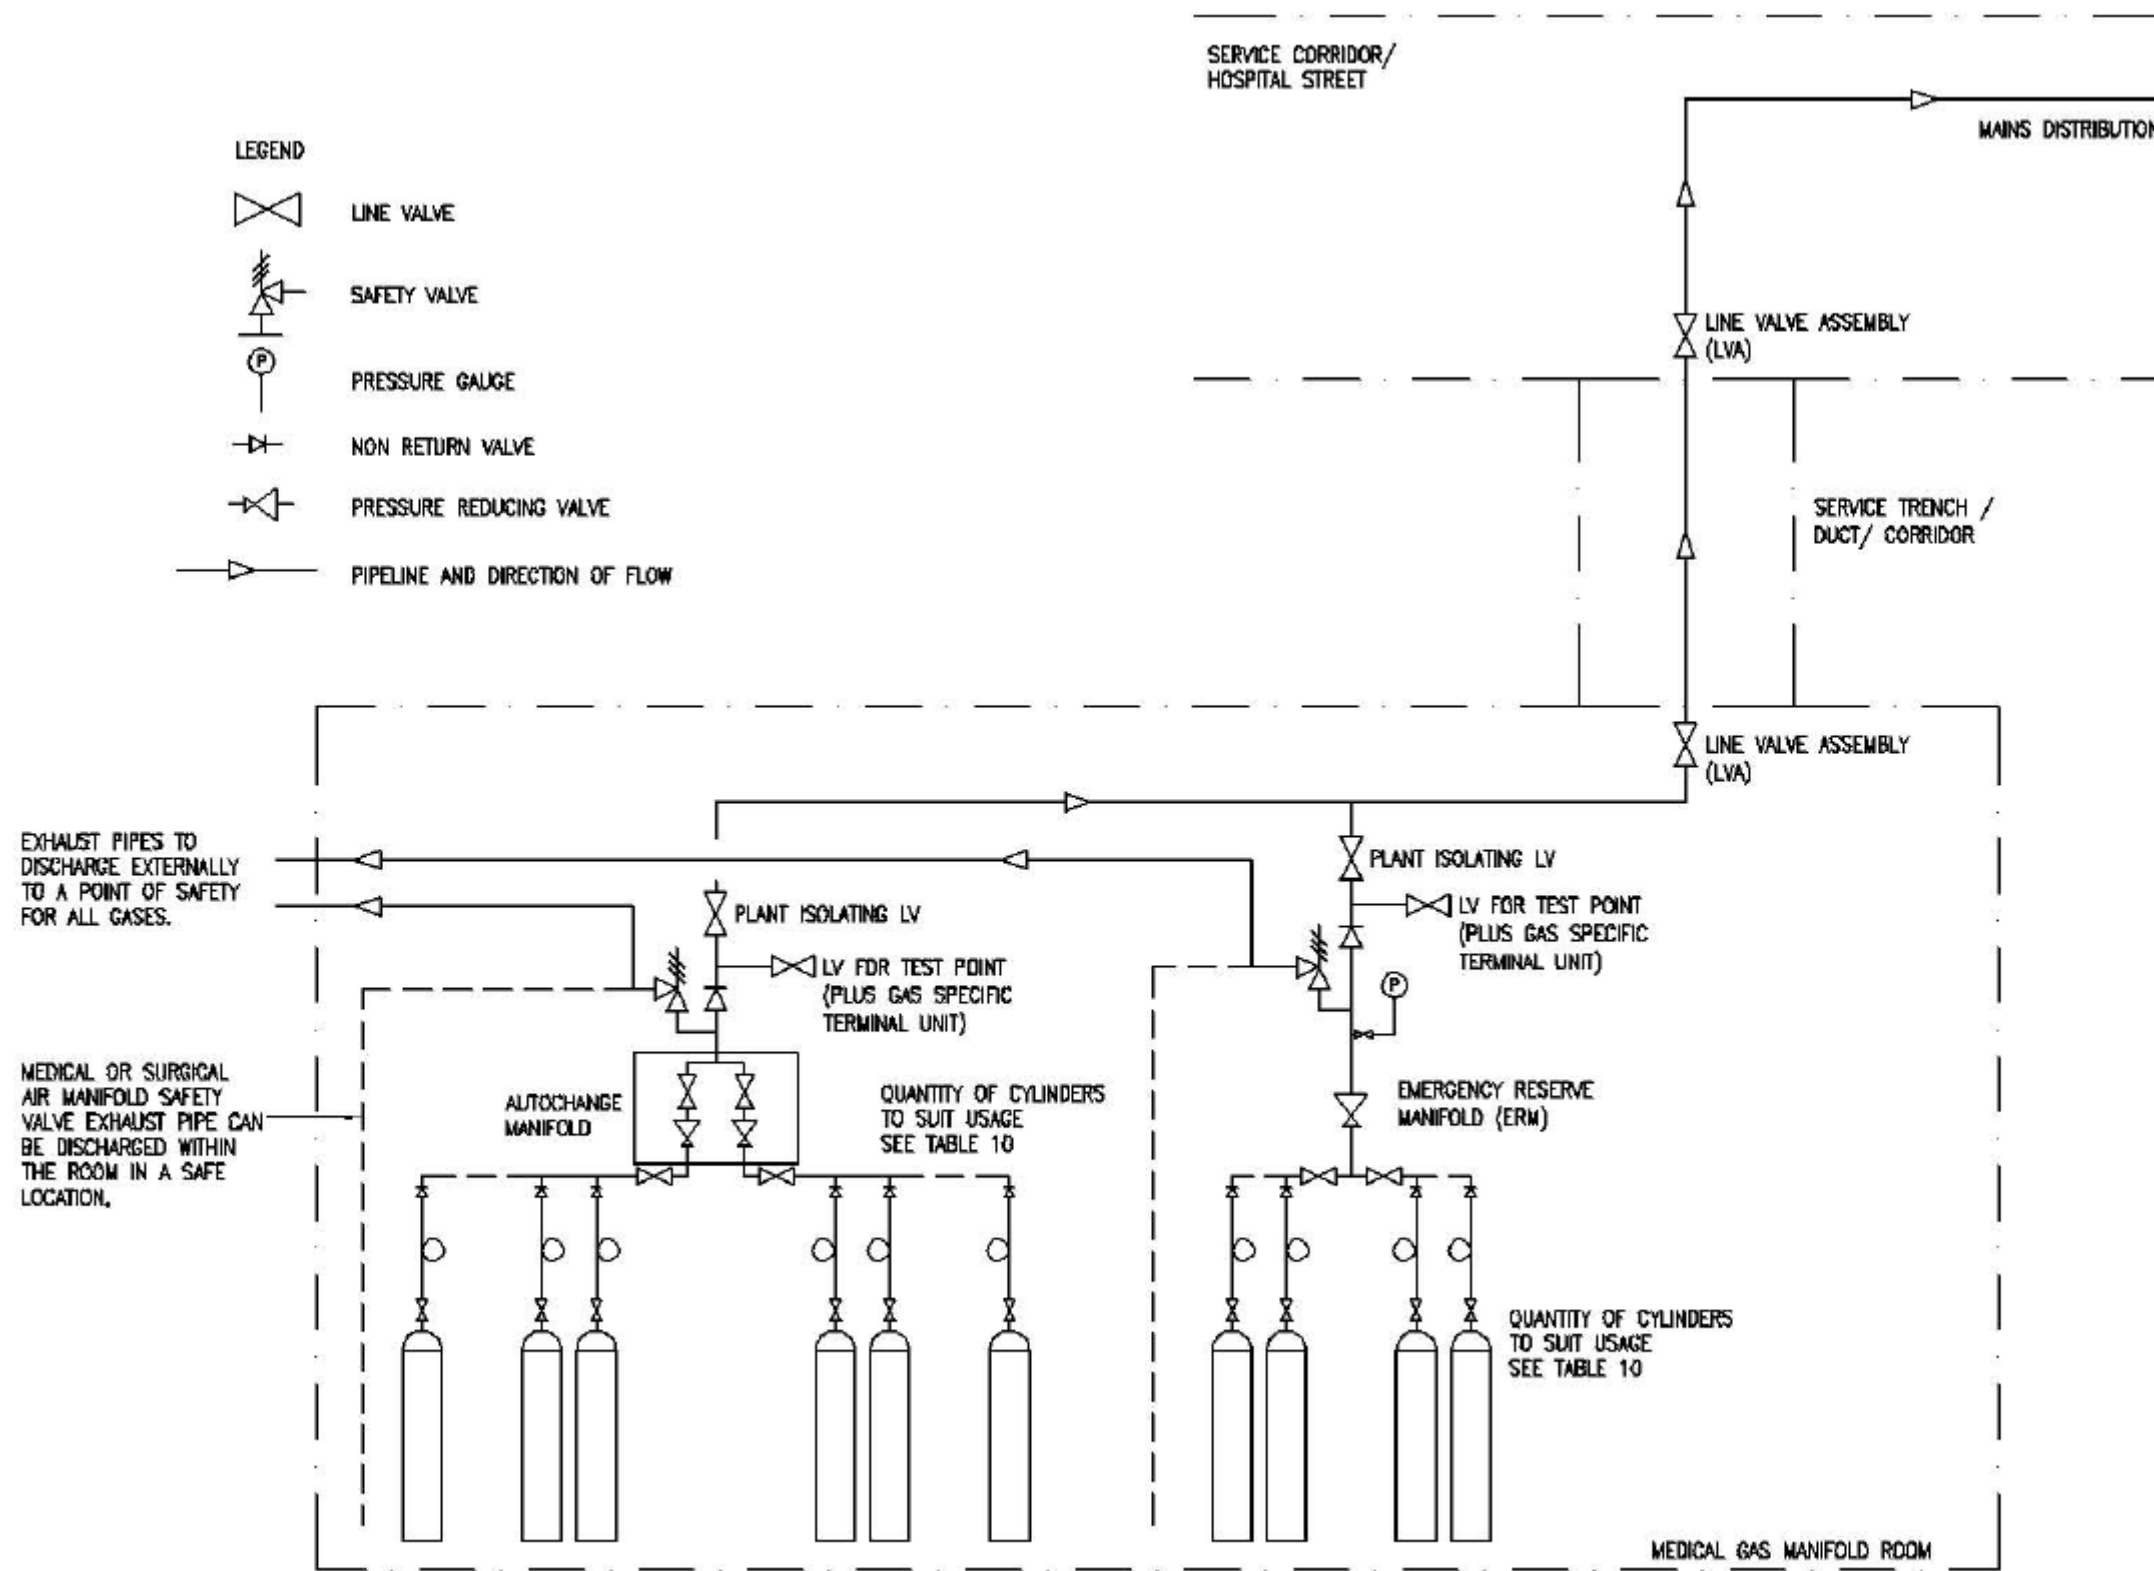 SERVICE CORRIDOR/
HOSPITAL STREET
MAINS DISTRIBUTION
LEGEND
LINE VALVE
SAFETY VALVE
P
PRESSURE GAUGE
NON RETURN VALVE
PRESSURE REDUCING VALVE
PIPELINE AND DIRECTION OF FLOW
LINE VALVE ASSEMBLY
(LVA)
SERVICE TRENCH /
DUCT/ CORRIDOR
LINE VALVE ASSEMBLY
(LVA)
EXHAUST PIPES TO
DISCHARGE EXTERNALLY
TO A POINT OF SAFETY
FOR ALL GASES.
PLANT ISOLATING LV
LV FOR TEST POINT
(PLUS GAS SPECIFIC
TERMINAL UNIT)
PLANT ISOLATING LV
LV FOR TEST POINT
(PLUS GAS SPECIFIC
TERMINAL UNIT)
P
MEDICAL OR SURGICAL
AIR MANIFOLD SAFETY
VALVE EXHAUST PIPE CAN
BE DISCHARGED WITHIN
THE ROOM IN A SAFE
LOCATION.
AUTOCHANGE
MANIFOLD
QUANTITY OF CYLINDERS
TO SUIT USAGE
SEE TABLE 10
EMERGENCY RESERVE
MANIFOLD (ERM)
QUANTITY OF CYLINDERS
TO SUIT USAGE
SEE TABLE 10
MEDICAL GAS MANIFOLD ROOM